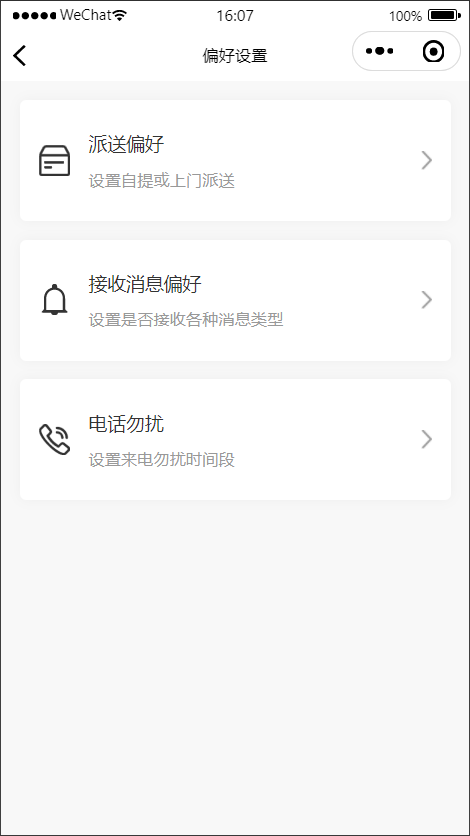 WeChat 16:07 100%
偏好设置
派送偏好
设置自提或上门派送
接收消息偏好
设置是否接收各种消息类型
电话勿扰
设置来电勿扰时间段